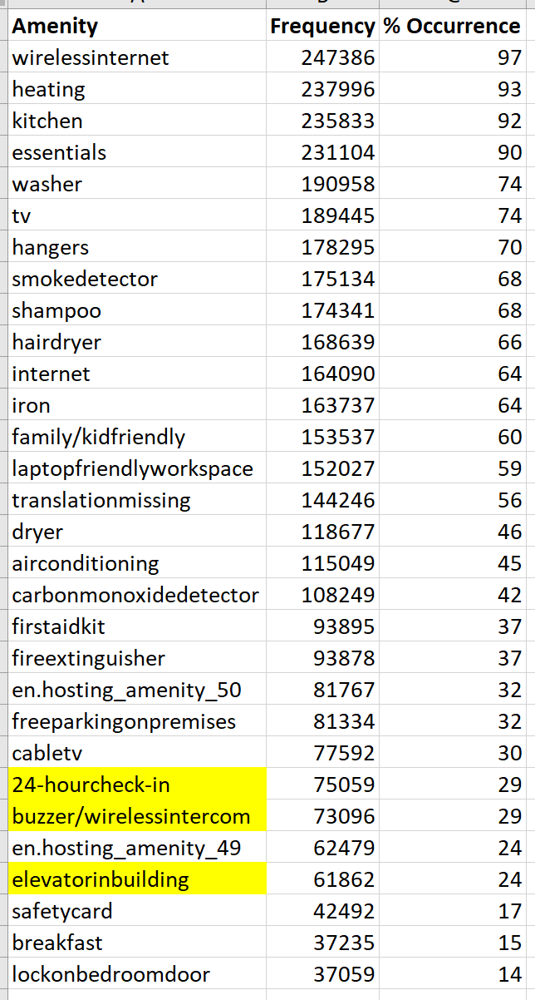 Amenity Frequency % Occurrence
wirelessinternet 247386 97
heating 237996 93
kitchen 235833 92
essentials 231104 90
washer 190958 74
tv 189445 74
hangers 178295 70
smokedetector 175134 68
shampoo 174341 68
hairdryer 168639 66
internet 164090 64
iron 163737 64
family/kidfriendly 153537 60
laptopfriendlyworkspace 152027 59
translationmissing 144246 56
dryer 118677 46
airconditioning 115049 45
carbonmonoxidedetector 108249 42
firstaidkit 93895 37
fireextinguisher 93878 37
en.hosting_amenity_50 81767 32
freeparkingonpremises 81334 32
cabletv 77592 30
24-hourcheck-in 75059 29
buzzer/wirelessintercom 73096 29
en.hosting_amenity_49 62479 24
elevatorinbuilding 61862 24
safetycard 42492 17
breakfast 37235 15
lockonbedroomdoor 37059 14